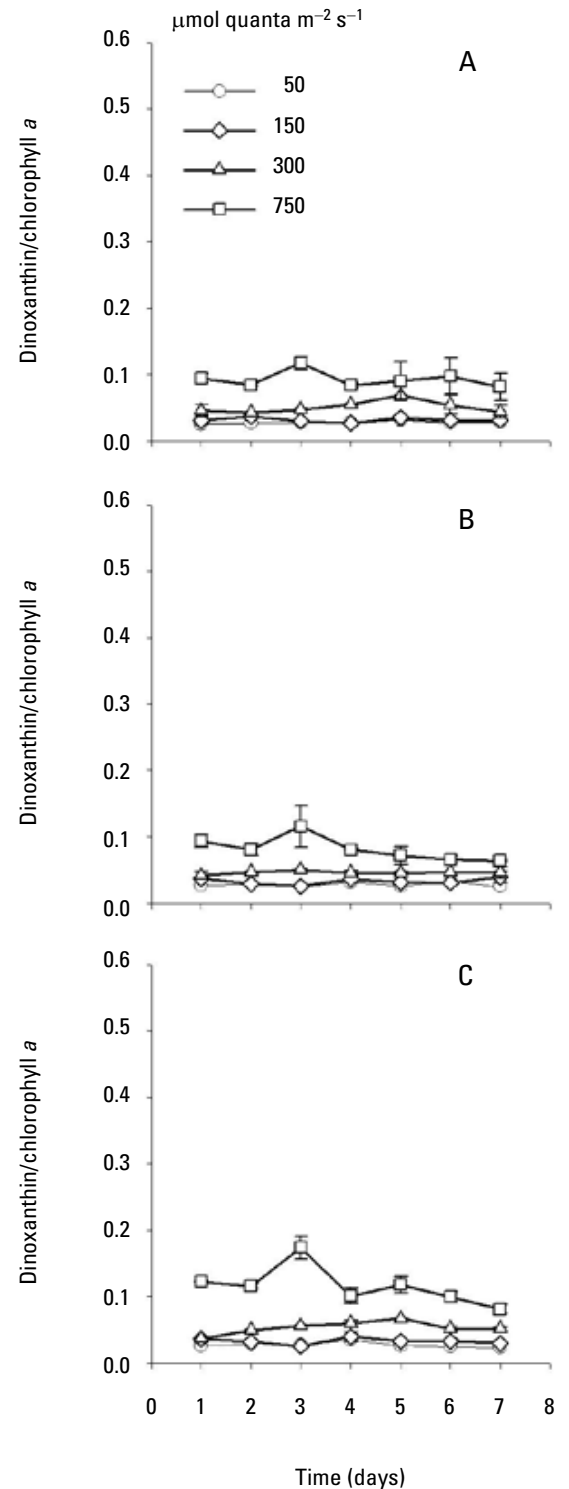 μmol quanta m⁻² s⁻¹
0.6
A
50
0.5
150
0.4
300
750
0.3
0.2
0.1
0.0
Dinoxanthin/chlorophyll a
0.6
B
0.5
0.4
0.3
0.2
0.1
0.0
Dinoxanthin/chlorophyll a
0.6
C
0.5
0.4
0.3
0.2
0.1
0.0
Dinoxanthin/chlorophyll a
0 1 2 3 4 5 6 7 8
Time (days)